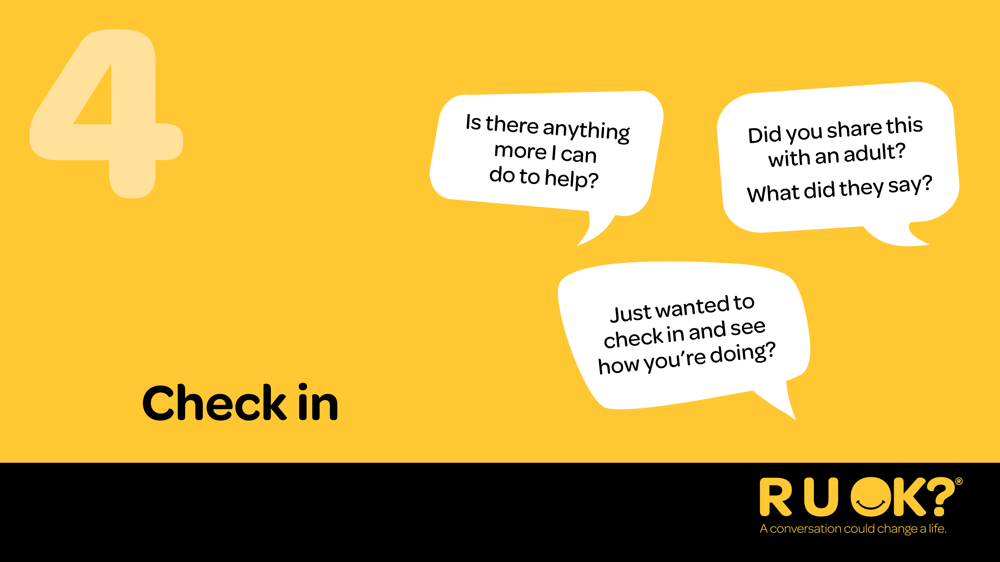 4
Is there anything
more I can
do to help?
Did you share this
with an adult?
What did they say?
Just wanted to
check in and see
how you’re doing?
Check in
R U OK?®
A conversation could change a life.